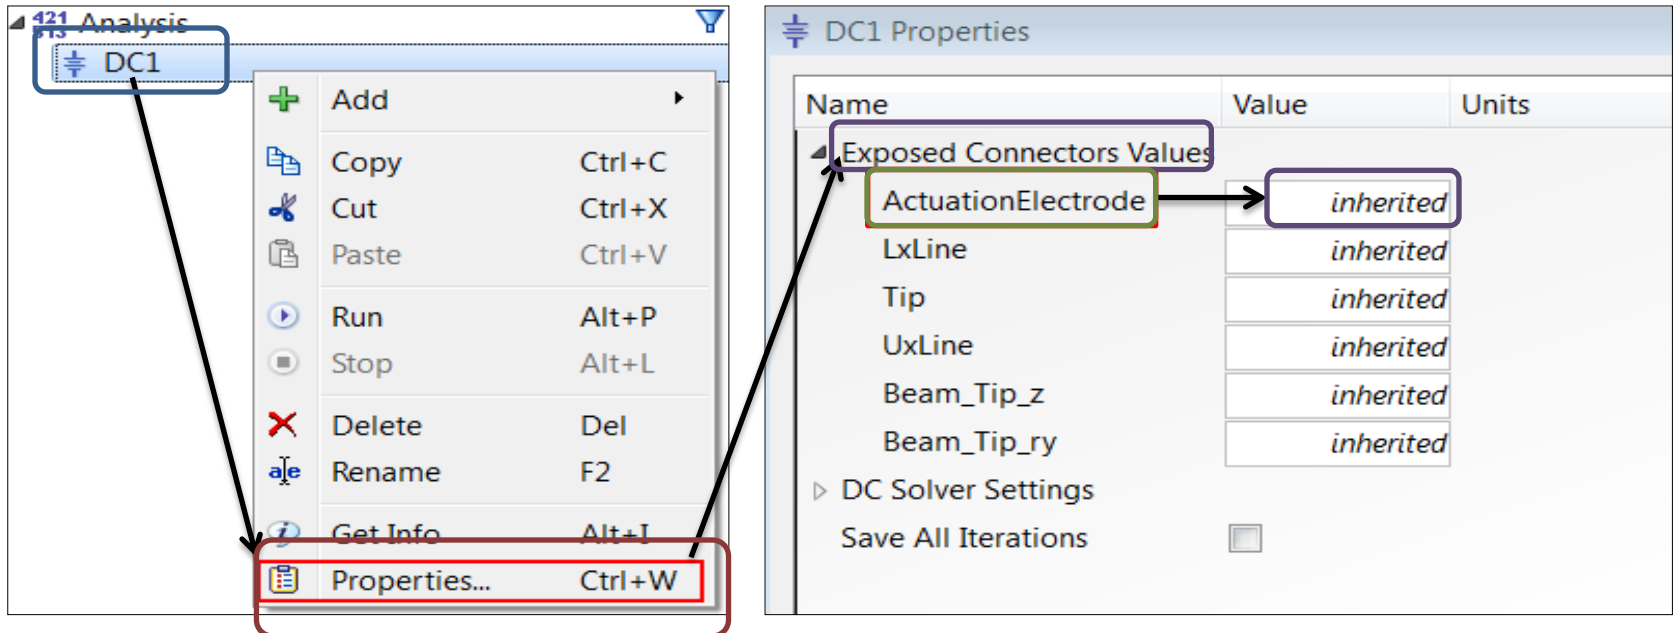 Analysis
DC1
Add
Copy Ctrl+C
Cut Ctrl+X
Paste Ctrl+V
Run Alt+P
Stop Alt+L
Delete Del
Rename F2
Get Info Alt+I
Properties... Ctrl+W
DC1 Properties
Name Value Units
Exposed Connectors Values
ActuationElectrode inherited
LxLine inherited
Tip inherited
UxLine inherited
Beam_Tip_z inherited
Beam_Tip_ry inherited
DC Solver Settings
Save All Iterations